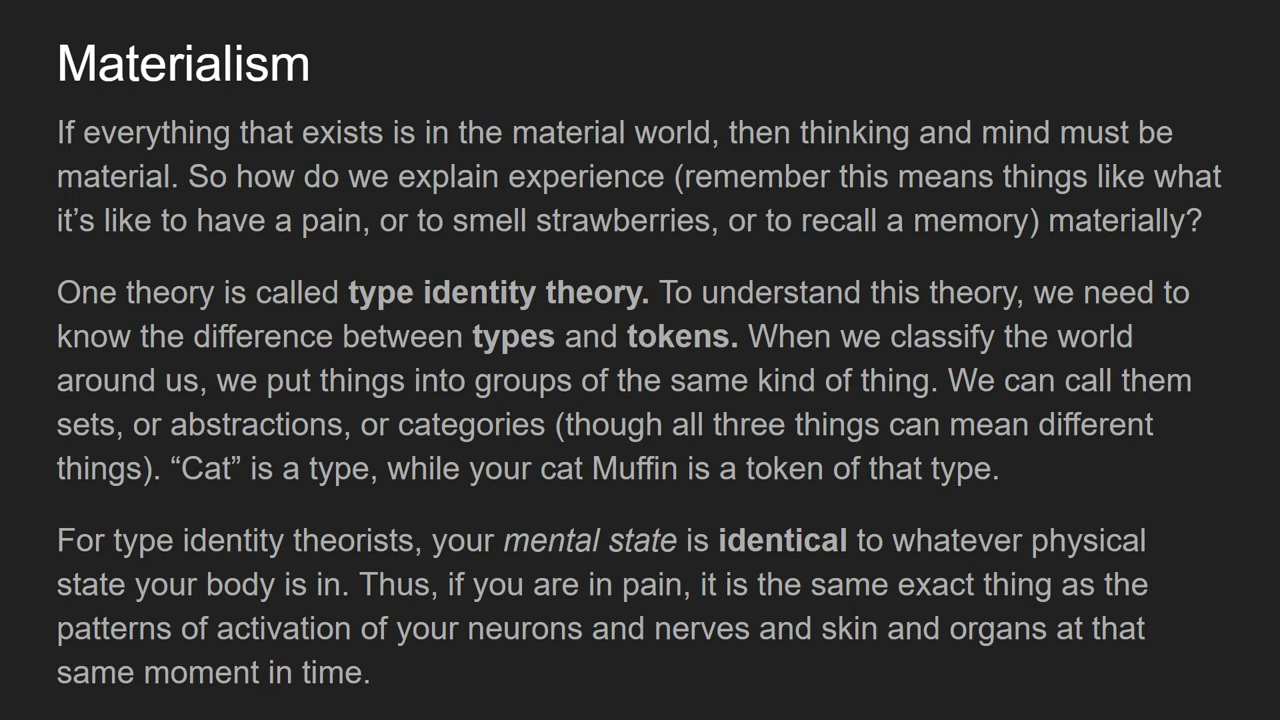 Materialism
If everything that exists is in the material world, then thinking and mind must be
material. So how do we explain experience (remember this means things like what
it’s like to have a pain, or to smell strawberries, or to recall a memory) materially?
One theory is called type identity theory. To understand this theory, we need to
know the difference between types and tokens. When we classify the world
around us, we put things into groups of the same kind of thing. We can call them
sets, or abstractions, or categories (though all three things can mean different
things). “Cat” is a type, while your cat Muffin is a token of that type.
For type identity theorists, your mental state is identical to whatever physical
state your body is in. Thus, if you are in pain, it is the same exact thing as the
patterns of activation of your neurons and nerves and skin and organs at that
same moment in time.